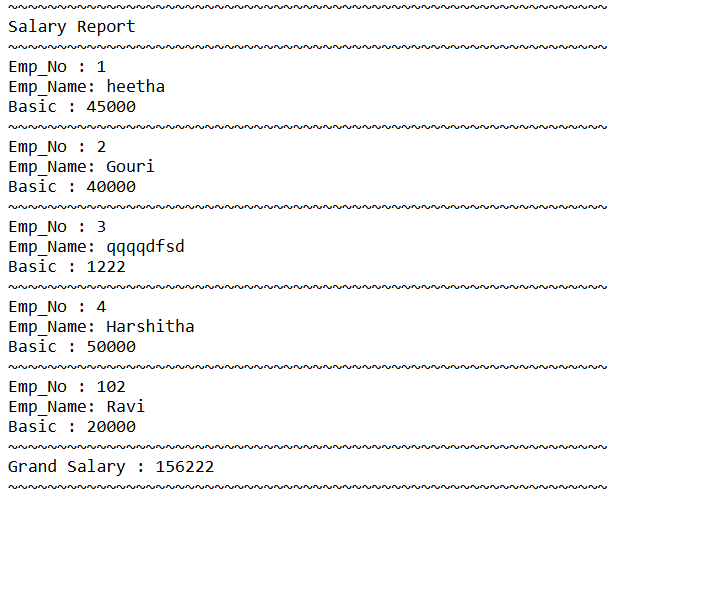 ~~~~~~~~~~~~~~~~~~~~~~~~~~~~~~~~~~~~~~~~~~~~~~~~~~~~~~~~~~~~~
Salary Report
~~~~~~~~~~~~~~~~~~~~~~~~~~~~~~~~~~~~~~~~~~~~~~~~~~~~~~~~~~~~~
Emp_No : 1
Emp_Name: heetha
Basic : 45000
~~~~~~~~~~~~~~~~~~~~~~~~~~~~~~~~~~~~~~~~~~~~~~~~~~~~~~~~~~~~~
Emp_No : 2
Emp_Name: Gouri
Basic : 40000
~~~~~~~~~~~~~~~~~~~~~~~~~~~~~~~~~~~~~~~~~~~~~~~~~~~~~~~~~~~~~
Emp_No : 3
Emp_Name: qqqqdfsd
Basic : 1222
~~~~~~~~~~~~~~~~~~~~~~~~~~~~~~~~~~~~~~~~~~~~~~~~~~~~~~~~~~~~~
Emp_No : 4
Emp_Name: Harshitha
Basic : 50000
~~~~~~~~~~~~~~~~~~~~~~~~~~~~~~~~~~~~~~~~~~~~~~~~~~~~~~~~~~~~~
Emp_No : 102
Emp_Name: Ravi
Basic : 20000
~~~~~~~~~~~~~~~~~~~~~~~~~~~~~~~~~~~~~~~~~~~~~~~~~~~~~~~~~~~~~
Grand Salary : 156222
~~~~~~~~~~~~~~~~~~~~~~~~~~~~~~~~~~~~~~~~~~~~~~~~~~~~~~~~~~~~~